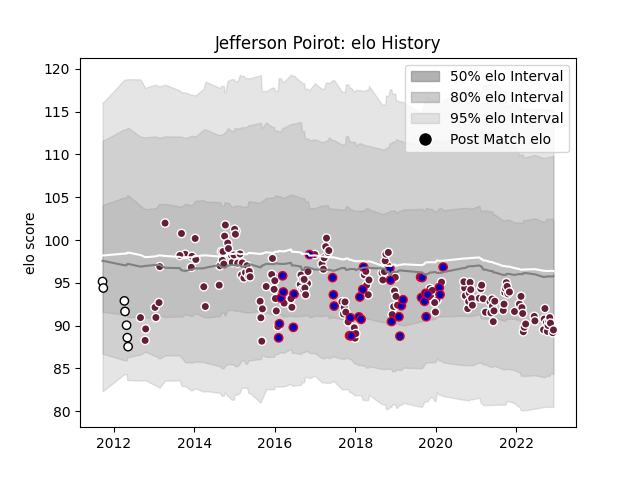 Jefferson Poirot: elo History
120
115
110
105
100
95
90
85
80
elo score
50% elo Interval
80% elo Interval
95% elo Interval
Post Match elo
2012 2014 2016 2018 2020 2022